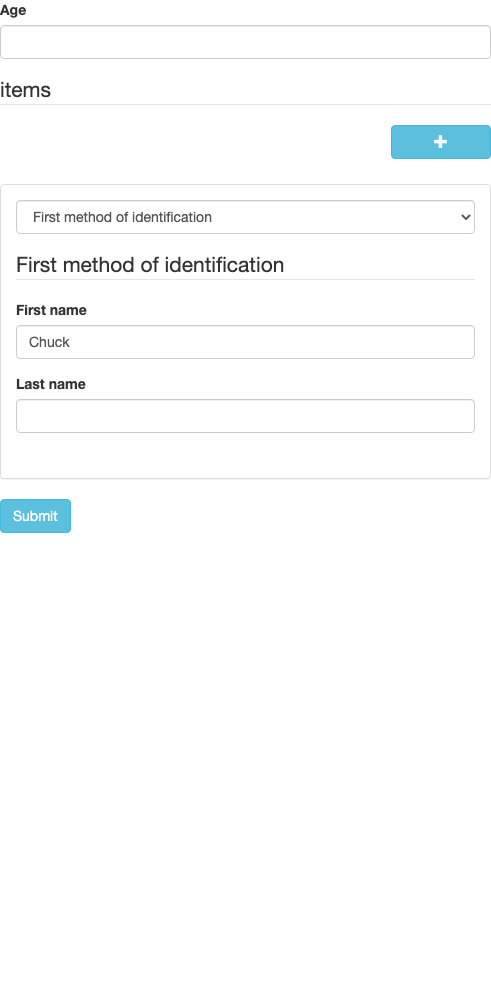 Age
items
First method of identification
First method of identification
First name
Chuck
Last name
Submit